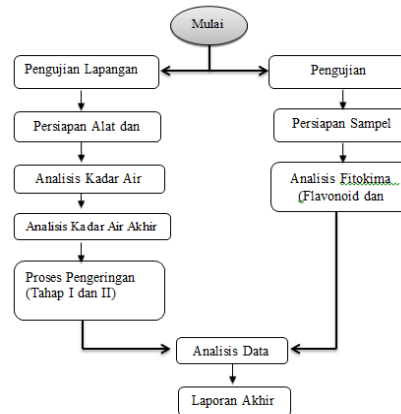 Mulai
Pengujian Lapangan
Pengujian
Persiapan Alat dan
Persiapan Sampel
Analisis Kadar Air
Analisis Fitokima
(Flavonoid dan
Analisis Kadar Air Akhir
Proses Pengeringan
(Tahap I dan II)
Analisis Data
Laporan Akhir